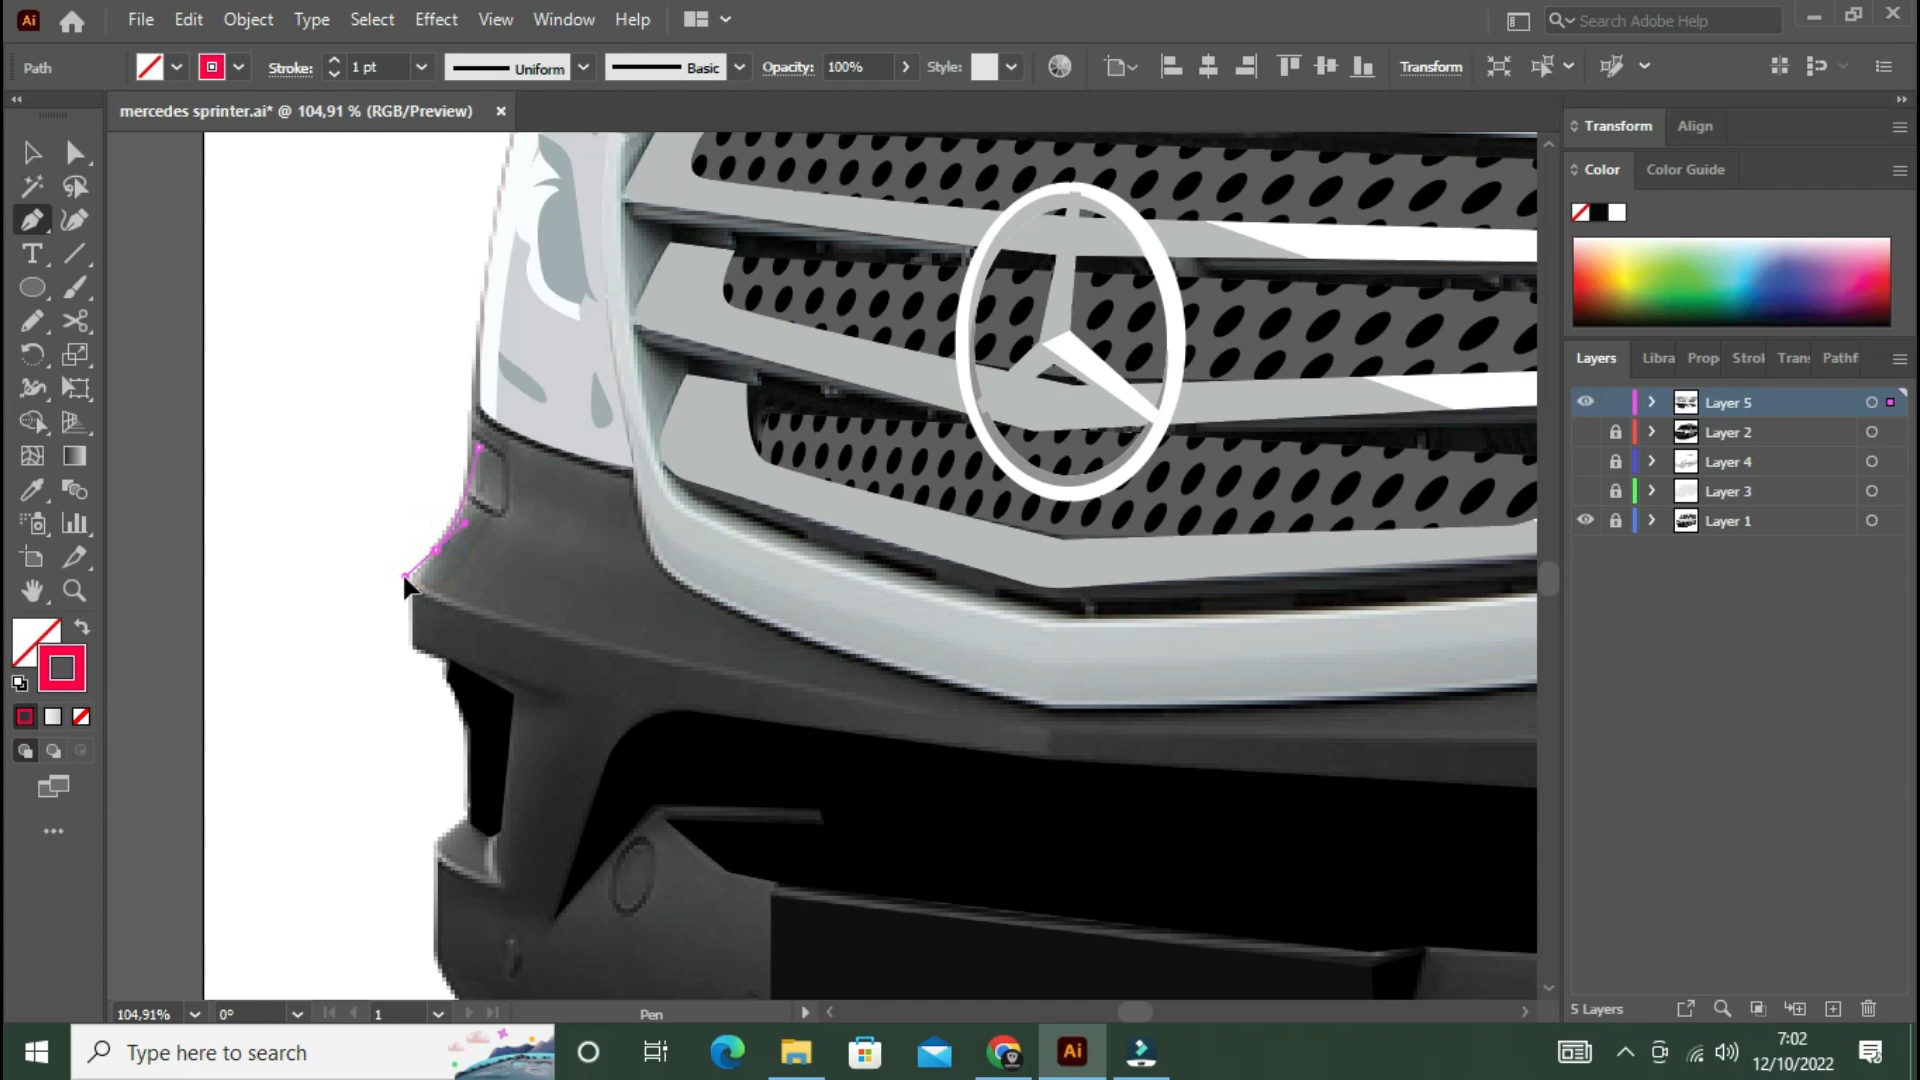 Ai File Edit Object Type Select Effect View Window Help Search Adobe Help
Path Stroke: 1 pt Uniform Basic Opacity: 100% Style: Transform
mercedes sprinter.ai* @ 104,91 % (RGB/Preview) ×
Transform Align
Color Color Guide
Layers Libra Prop Strol Trans Pathf
Layer 5
Layer 2
Layer 4
Layer 3
Layer 1
104,91% 0° 1 Pen
5 Layers
Type here to search
Ai
7:02
12/10/2022